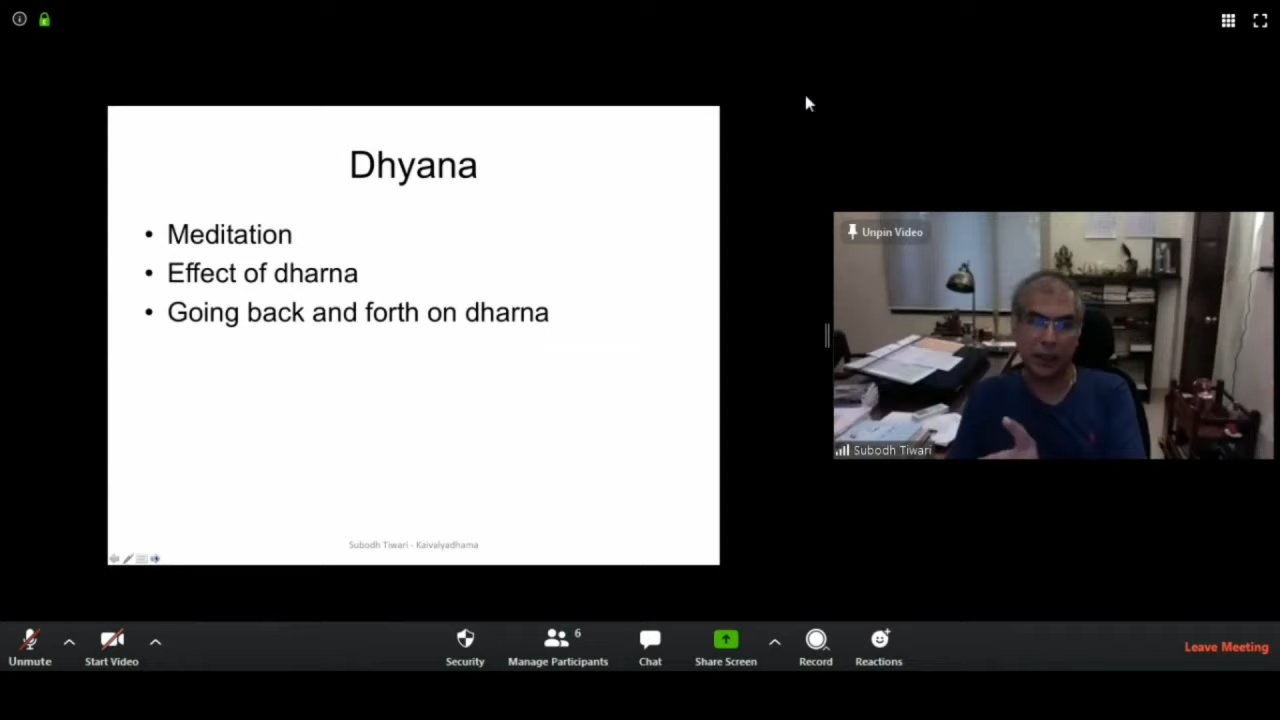 Dhyana
• Meditation
• Effect of dharna
• Going back and forth on dharna
Subodh Tiwari - Kaivalyadhama
Unpin Video
Subodh Tiwari
Unmute
Start Video
Security
Manage Participants
6
Chat
Share Screen
Record
Reactions
Leave Meeting